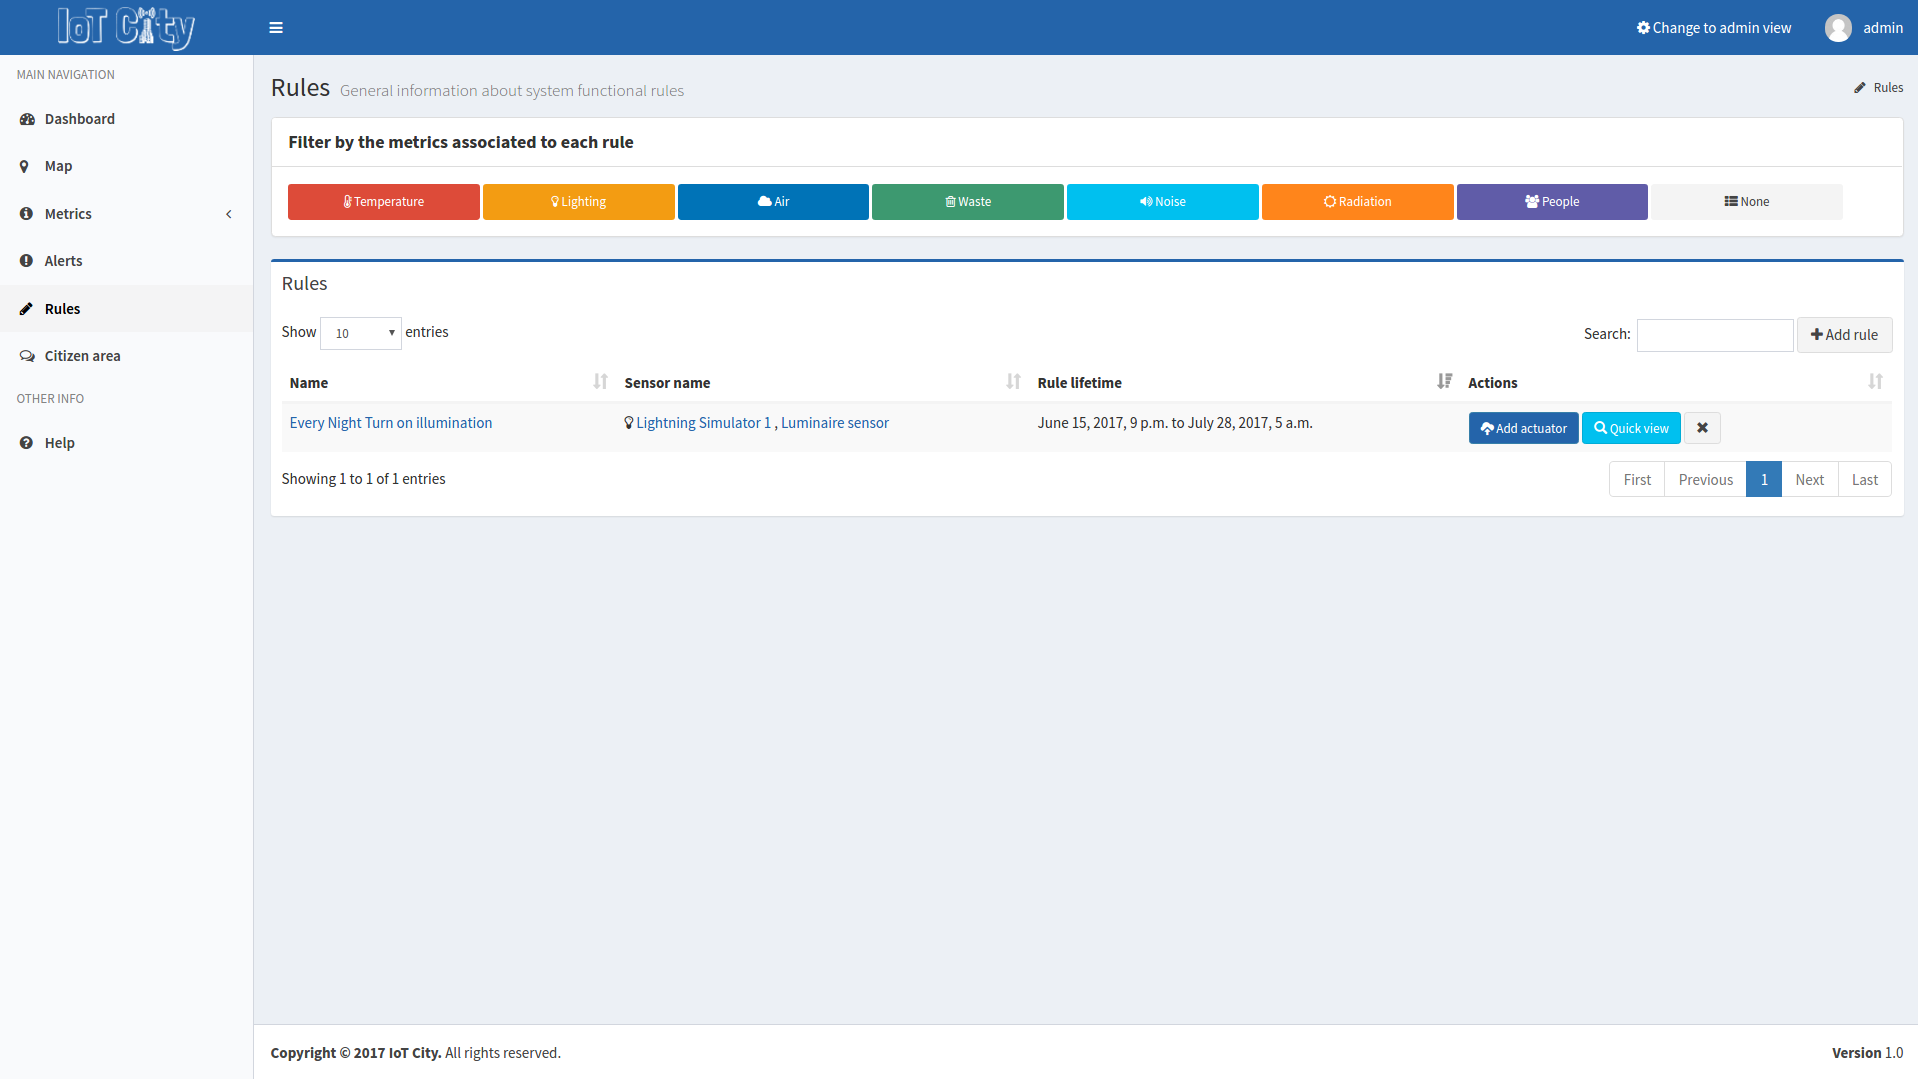 IoT City
Change to admin view
admin
MAIN NAVIGATION
Dashboard
Map
Metrics
Alerts
Rules
Citizen area
OTHER INFO
Help
Rules General information about system functional rules
Rules
Filter by the metrics associated to each rule
Temperature Lighting Air Waste Noise Radiation People None
Rules
Show 10 entries
Search: Add rule
Name Sensor name Rule lifetime Actions
Every Night Turn on illumination Lightning Simulator 1 , Luminaire sensor June 15, 2017, 9 p.m. to July 28, 2017, 5 a.m. Add actuator Quick view
Showing 1 to 1 of 1 entries
First Previous 1 Next Last
Copyright © 2017 IoT City. All rights reserved.
Version 1.0